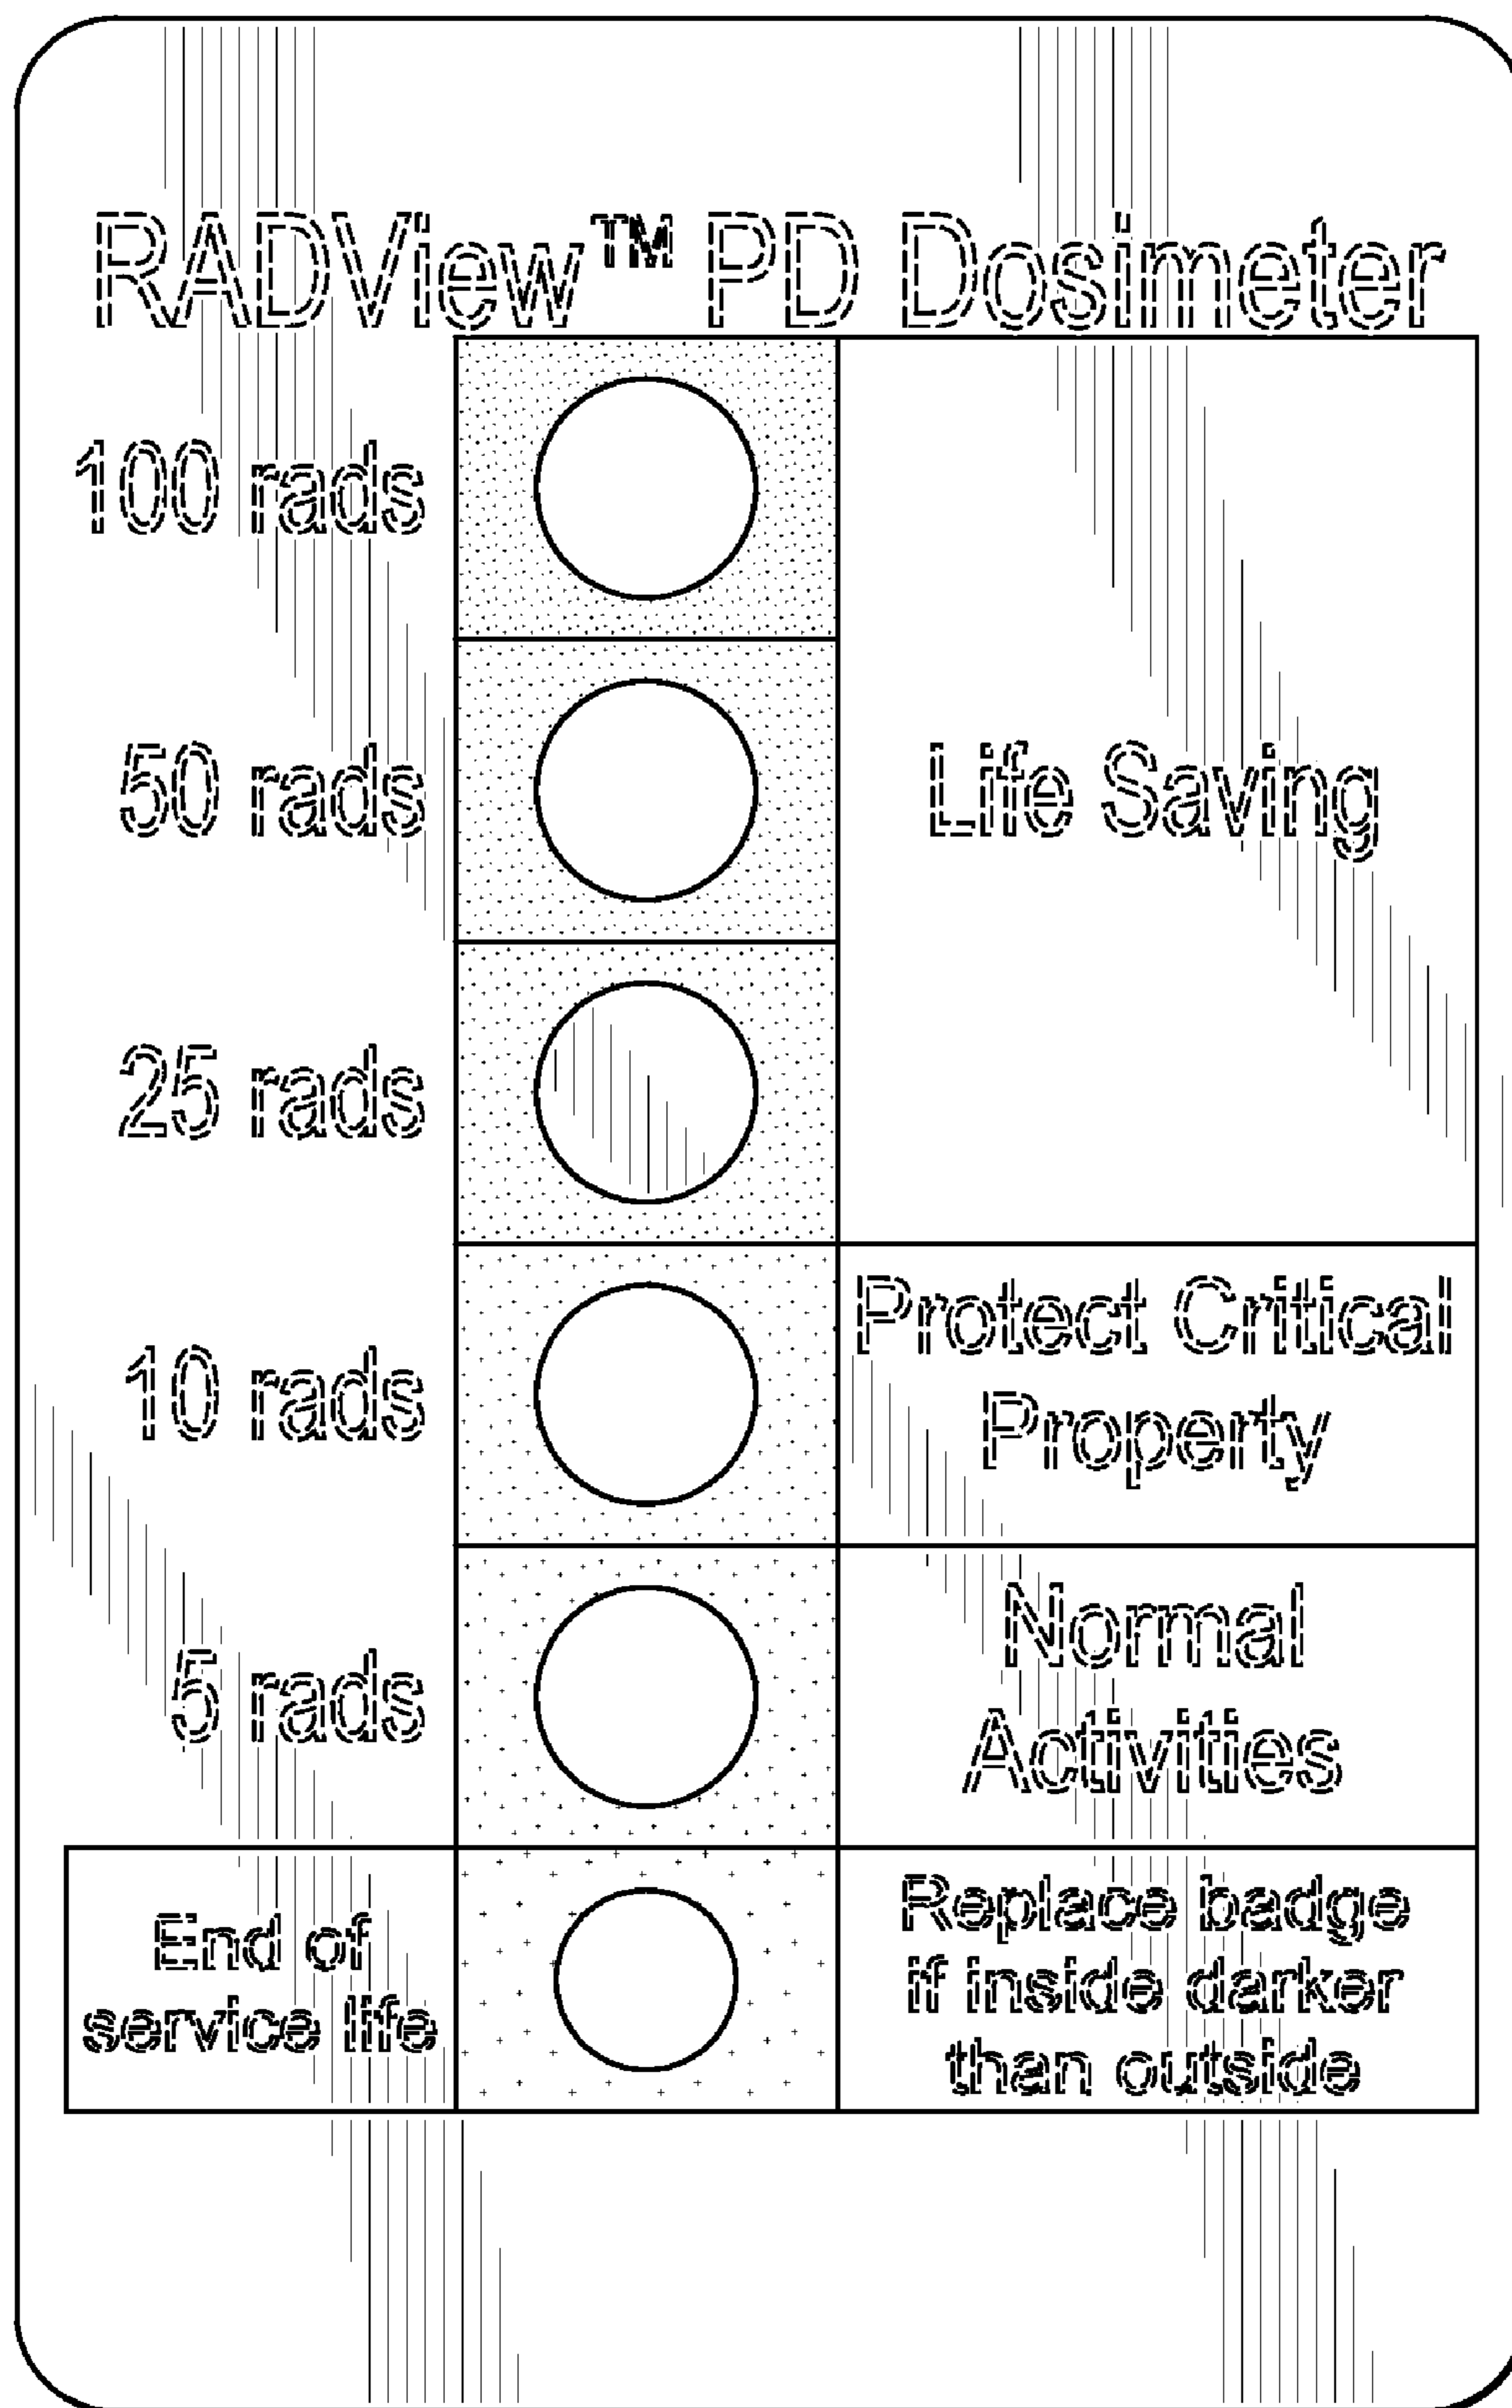 RADView™ PD Dosimeter
100 rads
50 rads
Life Saving
25 rads
10 rads
Protect Critical
Property
5 rads
Normal
Activities
End of
service life
Replace badge
if inside darker
than outside